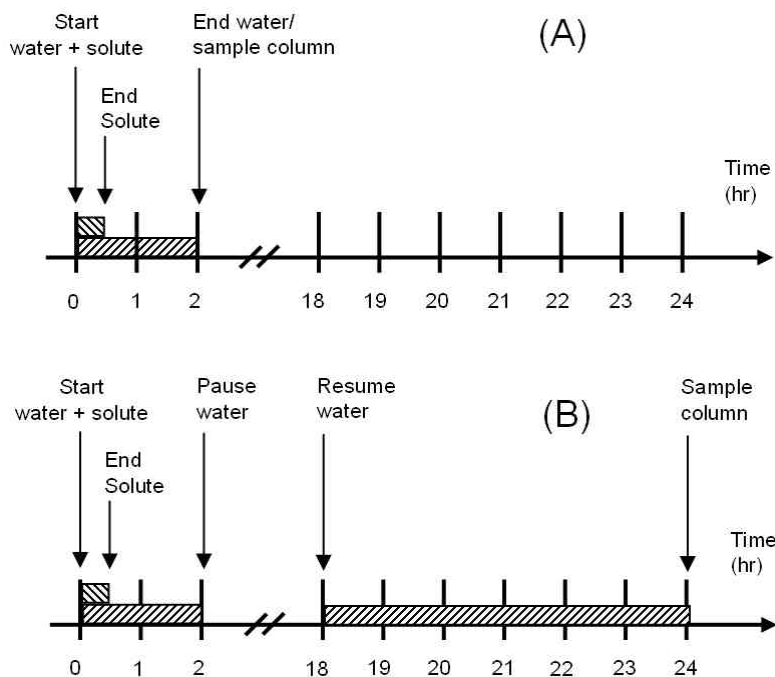 Start
water + solute
End water/
sample column
(A)
End
Solute
Time
(hr)
0 1 2 18 19 20 21 22 23 24
Start
water + solute
Pause
water
Resume
water
Sample
column
(B)
End
Solute
Time
(hr)
0 1 2 18 19 20 21 22 23 24